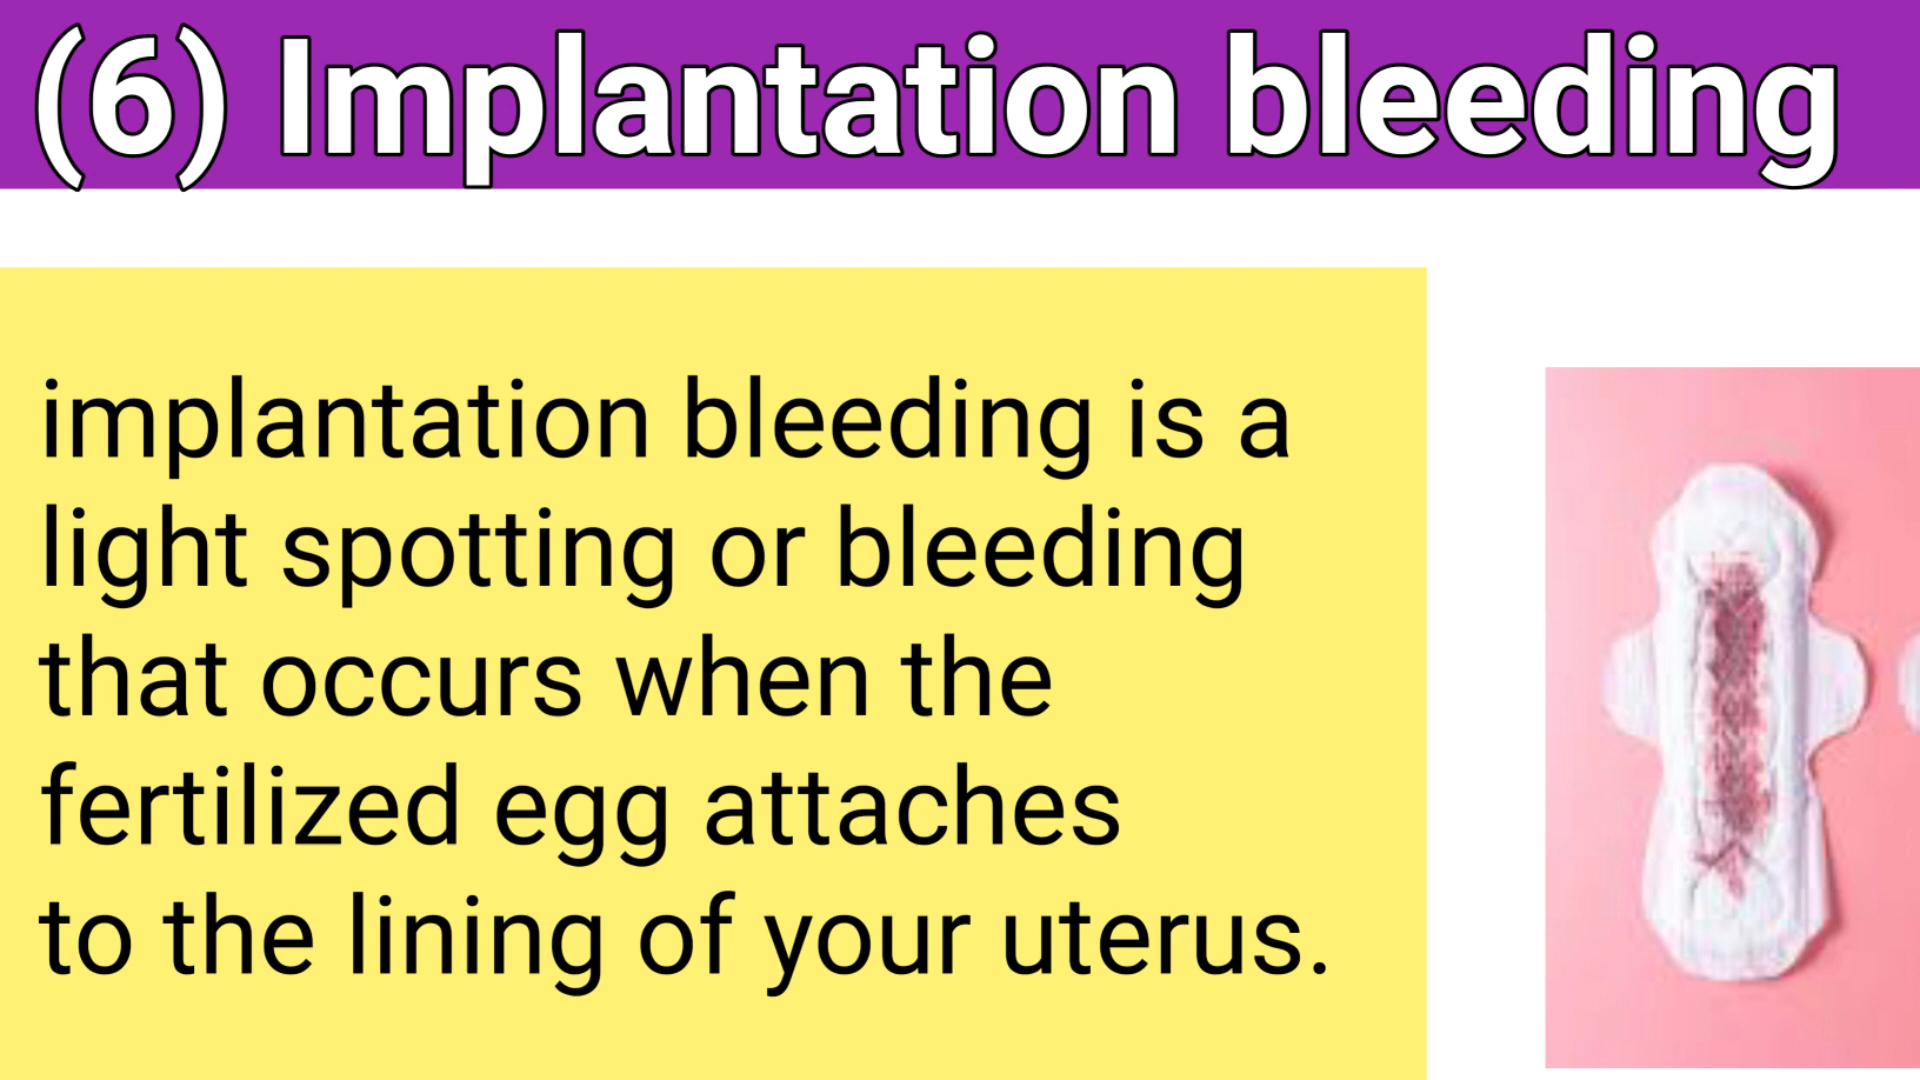 (6) Implantation bleeding
implantation bleeding is a
light spotting or bleeding
that occurs when the
fertilized egg attaches
to the lining of your uterus.